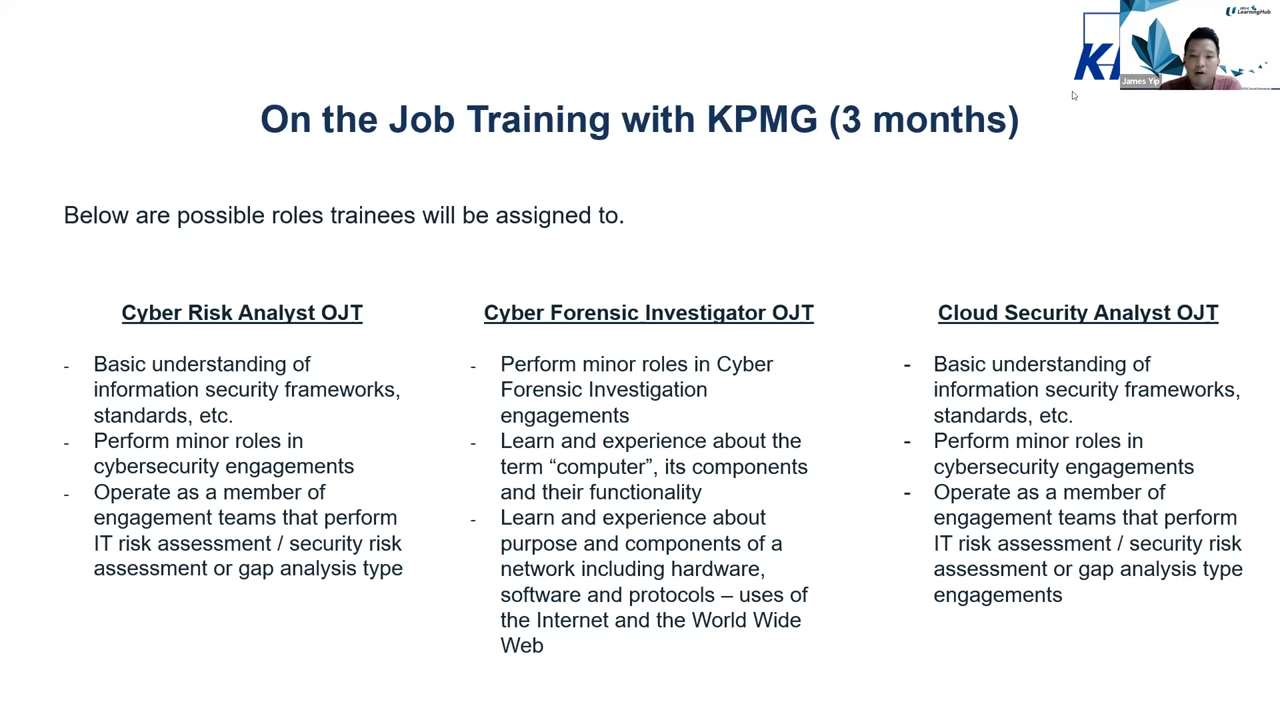 LearningHub
James Yip
On the Job Training with KPMG (3 months)
Below are possible roles trainees will be assigned to.
Cyber Risk Analyst OJT
- Basic understanding of
information security frameworks,
standards, etc.
- Perform minor roles in
cybersecurity engagements
- Operate as a member of
engagement teams that perform
IT risk assessment / security risk
assessment or gap analysis type
Cyber Forensic Investigator OJT
- Perform minor roles in Cyber
Forensic Investigation
engagements
- Learn and experience about the
term “computer”, its components
and their functionality
- Learn and experience about
purpose and components of a
network including hardware,
software and protocols – uses of
the Internet and the World Wide
Web
Cloud Security Analyst OJT
- Basic understanding of
information security frameworks,
standards, etc.
- Perform minor roles in
cybersecurity engagements
- Operate as a member of
engagement teams that perform
IT risk assessment / security risk
assessment or gap analysis type
engagements